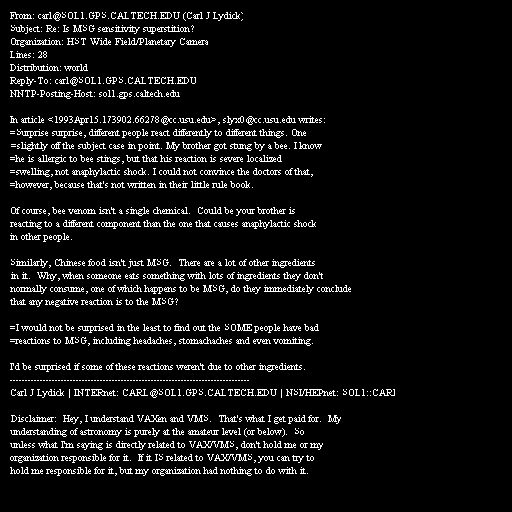 From: carl@SOL1.GPS.CALTECH.EDU (Carl J Lydick)
Subject: Re: Is MSG sensitivity superstition?
Organization: HST Wide Field/Planetary Camera
Lines: 28
Distribution: world
Reply-To: carl@SOL1.GPS.CALTECH.EDU
NNTP-Posting-Host: sol1.gps.caltech.edu

In article <1993Apr15.173902.66278@cc.usu.edu>, slyx0@cc.usu.edu writes:
=Surprise surprise, different people react differently to different things. One
=slightly off the subject case in point. My brother got stung by a bee. I know
=he is allergic to bee stings, but that his reaction is severe localized
=swelling, not anaphylactic shock. I could not convince the doctors of that,
=however, because that's not written in their little rule book.

Of course, bee venom isn't a single chemical.  Could be your brother is
reacting to a different component than the one that causes anaphylactic shock
in other people.

Similarly, Chinese food isn't just MSG.  There are a lot of other ingredients
in it.  Why, when someone eats something with lots of ingredients they don't
normally consume, one of which happens to be MSG, do they immediately conclude
that any negative reaction is to the MSG?

=I would not be surprised in the least to find out the SOME people have bad
=reactions to MSG, including headaches, stomachaches and even vomiting.

I'd be surprised if some of these reactions weren't due to other ingredients.
--------------------------------------------------------------------------------
Carl J Lydick | INTERnet: CARL@SOL1.GPS.CALTECH.EDU | NSI/HEPnet: SOL1::CARL

Disclaimer:  Hey, I understand VAXen and VMS.  That's what I get paid for.  My
understanding of astronomy is purely at the amateur level (or below).  So
unless what I'm saying is directly related to VAX/VMS, don't hold me or my
organization responsible for it.  If it IS related to VAX/VMS, you can try to
hold me responsible for it, but my organization had nothing to do with it.